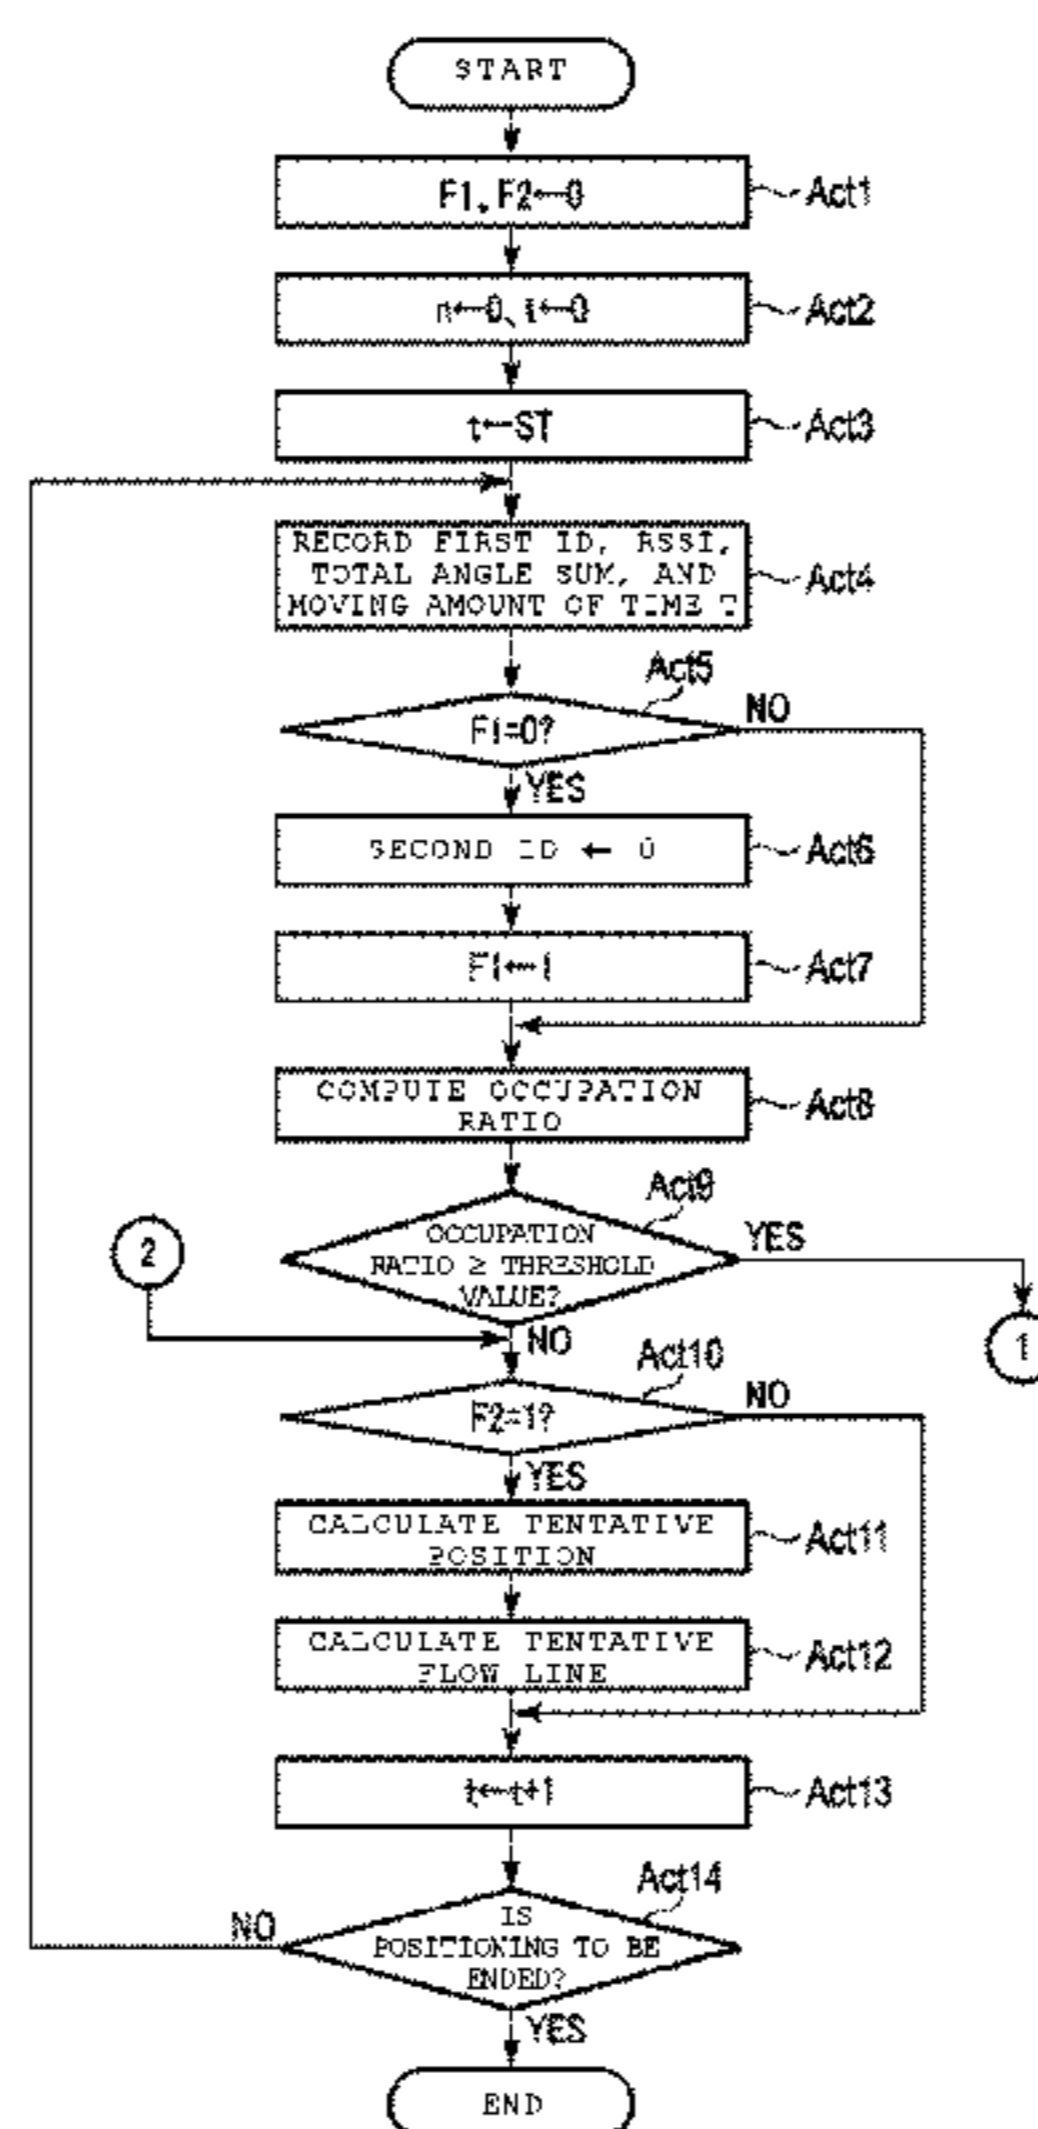 START
F1, F2←0
Act1
n←0, i←0
Act2
t←ST
Act3
RECORD FIRST ID, RSSI,
TOTAL ANGLE SUM, AND
MOVING AMOUNT OF TIME T
Act4
Act5
F1=0?
NO
YES
SECOND ID ← 0
Act6
F1←1
Act7
COMPUTE OCCUPATION
RATIO
Act8
Act9
OCCUPATION
RATIO ≥ THRESHOLD
VALUE?
YES
2
1
NO
Act10
F2=1?
NO
YES
CALCULATE TENTATIVE
POSITION
Act11
CALCULATE TENTATIVE
FLOW LINE
Act12
t←t+1
Act13
Act14
IS
POSITIONING TO BE
ENDED?
NO
YES
END